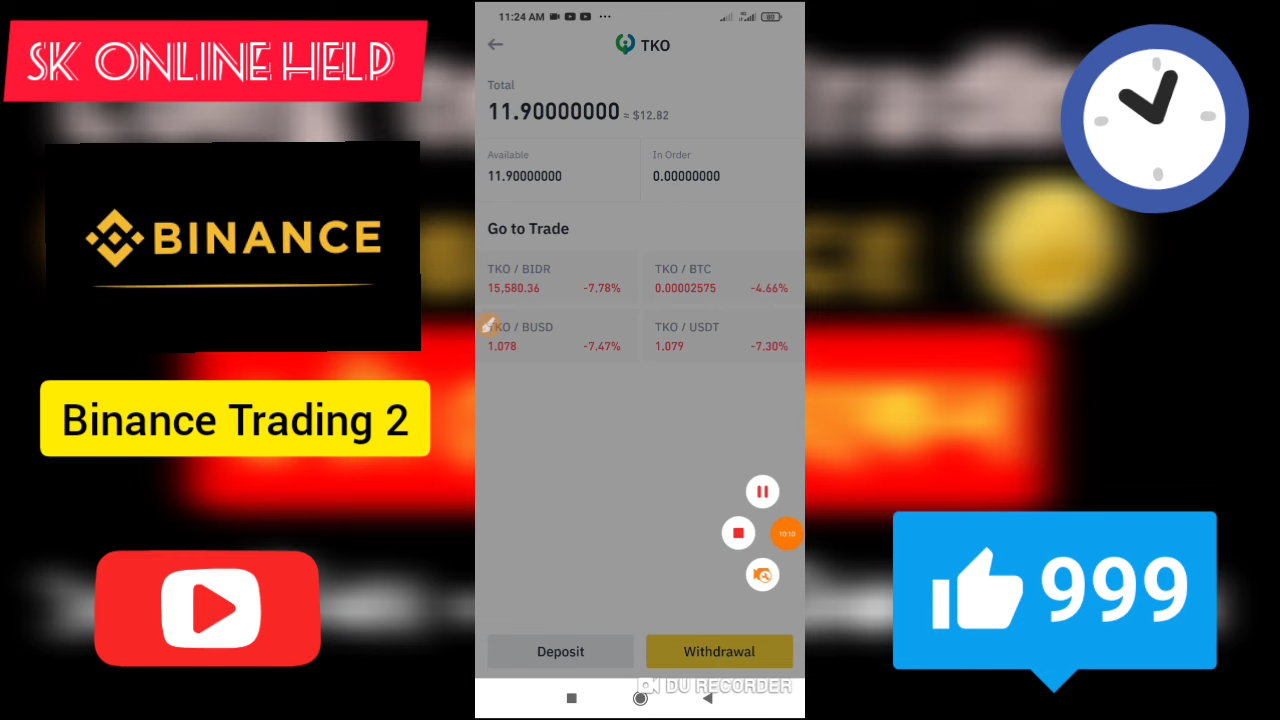 SK ONLINE HELP
BINANCE
Binance Trading 2
11:24 AM
TKO
Total
11.90000000 ≈ $12.82
Available
11.90000000
In Order
0.00000000
Go to Trade
TKO / BIDR
15,580.36 -7.78%
TKO / BTC
0.00002575 -4.66%
TKO / BUSD
1.078 -7.47%
TKO / USDT
1.079 -7.30%
10:10
Deposit
Withdrawal
DU RECORDER
999